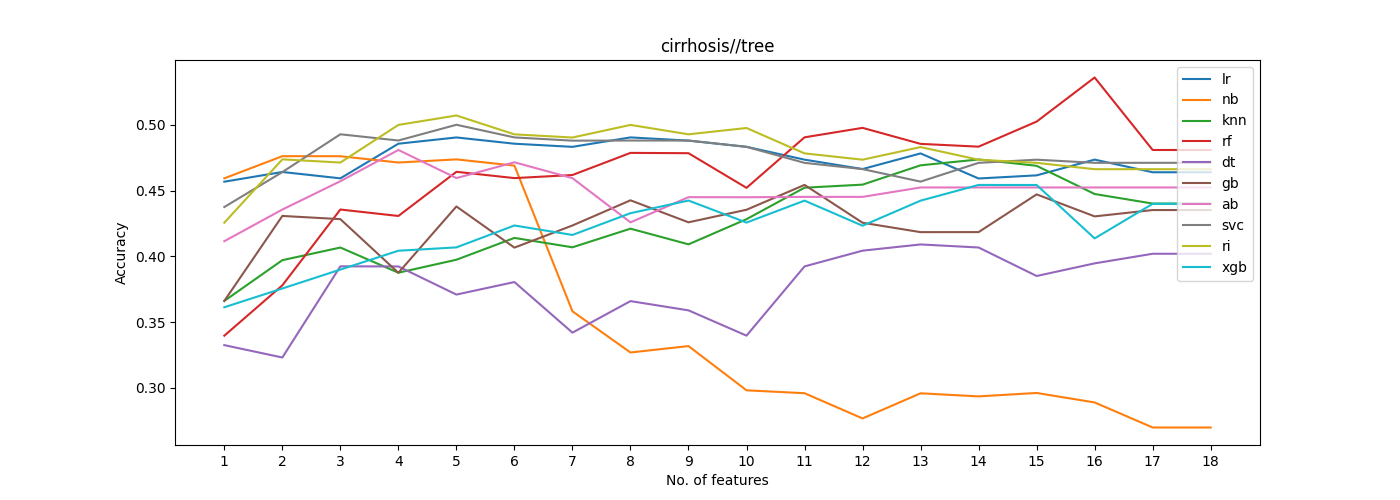 cirrhosis//tree
Accuracy
0.50
0.45
0.40
0.35
0.30
1 2 3 4 5 6 7 8 9 10 11 12 13 14 15 16 17 18
No. of features
lr
nb
knn
rf
dt
gb
ab
svc
ri
xgb